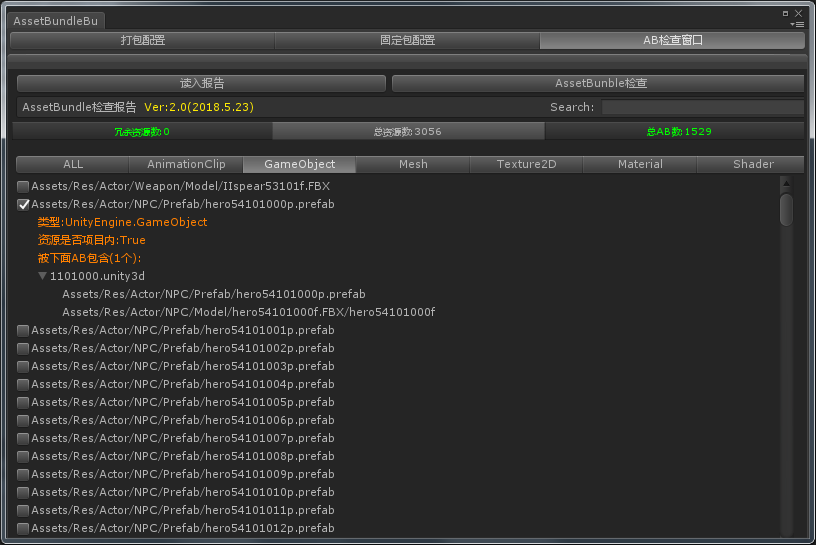 AssetBundleBu
打包配置 固定包配置 AB检查窗口
读入报告 AssetBunble检查
AssetBundle检查报告 Ver:2.0(2018.5.23) Search:
冗余资源数:0 总资源数:3056 总AB数:1529
ALL AnimationClip GameObject Mesh Texture2D Material Shader
Assets/Res/Actor/Weapon/Model/IIspear53101f.FBX
Assets/Res/Actor/NPC/Prefab/hero54101000p.prefab
类型:UnityEngine.GameObject
资源是否项目内:True
被下面AB包含(1个):
1101000.unity3d
Assets/Res/Actor/NPC/Prefab/hero54101000p.prefab
Assets/Res/Actor/NPC/Model/hero54101000f.FBX/hero54101000f
Assets/Res/Actor/NPC/Prefab/hero54101001p.prefab
Assets/Res/Actor/NPC/Prefab/hero54101002p.prefab
Assets/Res/Actor/NPC/Prefab/hero54101003p.prefab
Assets/Res/Actor/NPC/Prefab/hero54101004p.prefab
Assets/Res/Actor/NPC/Prefab/hero54101005p.prefab
Assets/Res/Actor/NPC/Prefab/hero54101006p.prefab
Assets/Res/Actor/NPC/Prefab/hero54101007p.prefab
Assets/Res/Actor/NPC/Prefab/hero54101008p.prefab
Assets/Res/Actor/NPC/Prefab/hero54101009p.prefab
Assets/Res/Actor/NPC/Prefab/hero54101010p.prefab
Assets/Res/Actor/NPC/Prefab/hero54101011p.prefab
Assets/Res/Actor/NPC/Prefab/hero54101012p.prefab